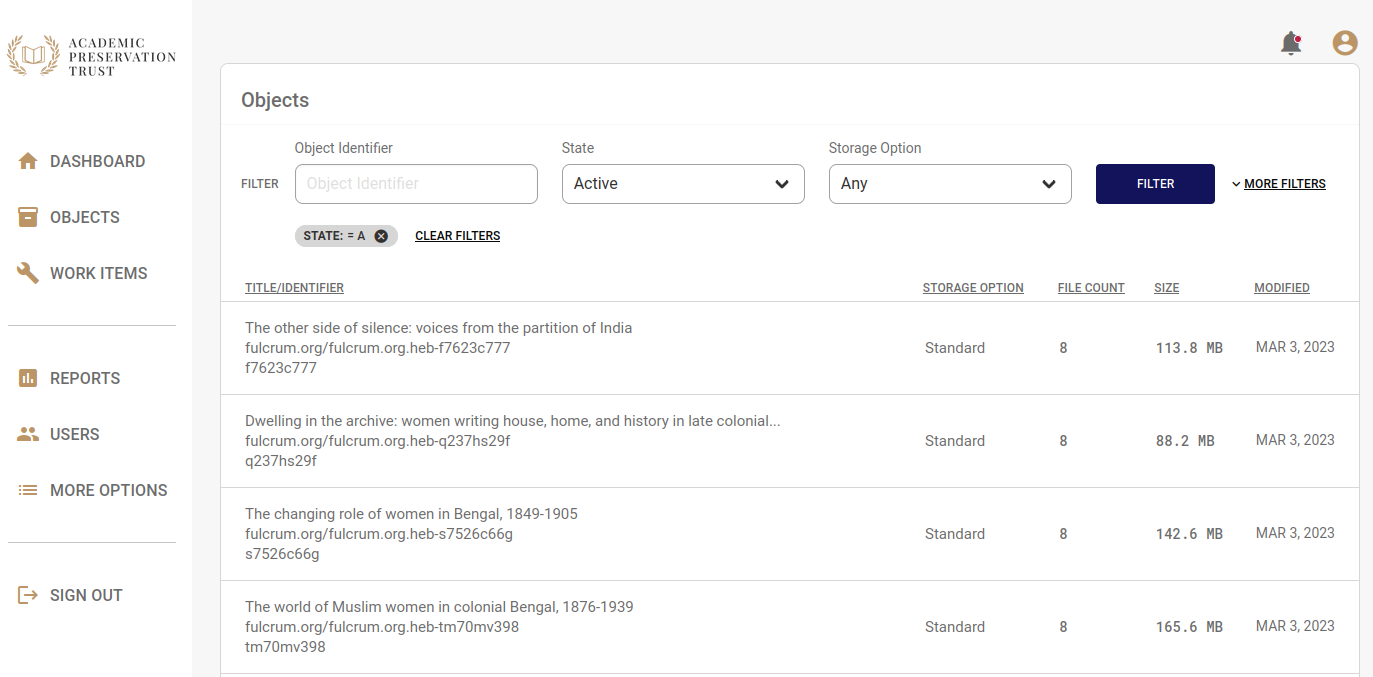 ACADEMIC
PRESERVATION
TRUST
DASHBOARD
OBJECTS
WORK ITEMS
REPORTS
USERS
MORE OPTIONS
SIGN OUT
Objects
Object Identifier State Storage Option
FILTER Object Identifier Active Any FILTER MORE FILTERS
STATE: = A CLEAR FILTERS
TITLE/IDENTIFIER STORAGE OPTION FILE COUNT SIZE MODIFIED
The other side of silence: voices from the partition of India
fulcrum.org/fulcrum.org.heb-f7623c777 Standard 8 113.8 MB MAR 3, 2023
f7623c777
Dwelling in the archive: women writing house, home, and history in late colonial...
fulcrum.org/fulcrum.org.heb-q237hs29f Standard 8 88.2 MB MAR 3, 2023
q237hs29f
The changing role of women in Bengal, 1849-1905
fulcrum.org/fulcrum.org.heb-s7526c66g Standard 8 142.6 MB MAR 3, 2023
s7526c66g
The world of Muslim women in colonial Bengal, 1876-1939
fulcrum.org/fulcrum.org.heb-tm70mv398 Standard 8 165.6 MB MAR 3, 2023
tm70mv398